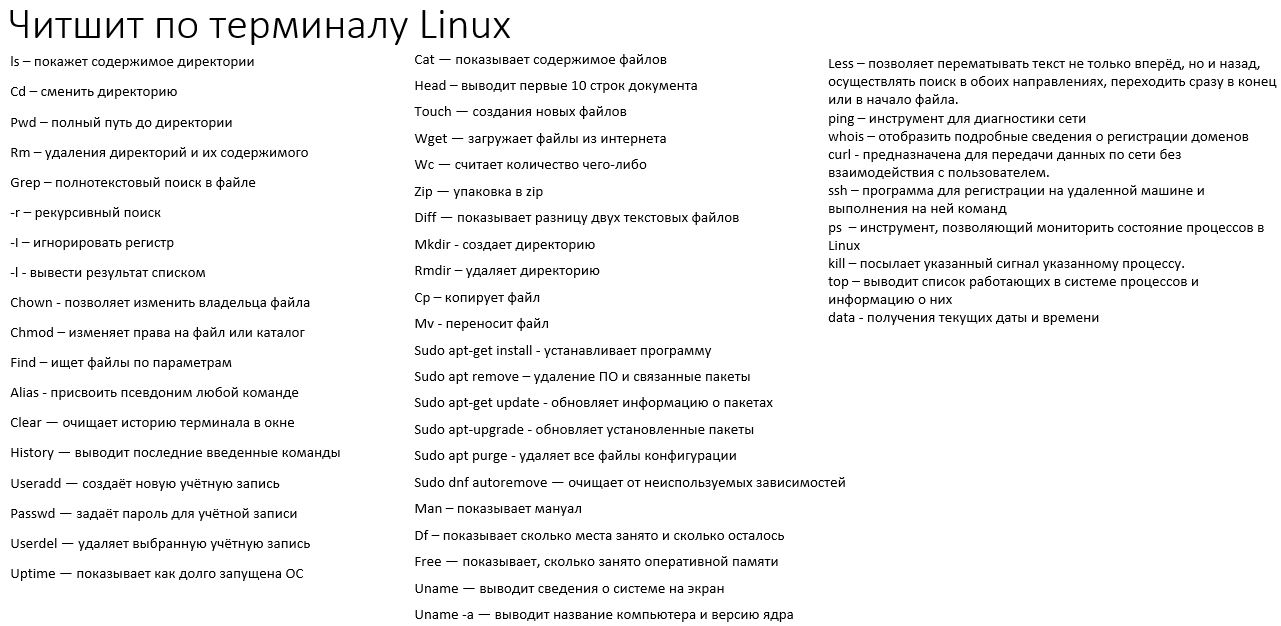 Читшит по терминалу Linux
ls – покажет содержимое директории
Cd – сменить директорию
Pwd – полный путь до директории
Rm – удаления директорий и их содержимого
Grep – полнотекстовый поиск в файле
-r – рекурсивный поиск
-I – игнорировать регистр
-l - вывести результат списком
Chown - позволяет изменить владельца файла
Chmod – изменяет права на файл или каталог
Find – ищет файлы по параметрам
Alias - присвоить псевдоним любой команде
Clear — очищает историю терминала в окне
History — выводит последние введенные команды
Useradd — создаёт новую учётную запись
Passwd — задаёт пароль для учётной записи
Userdel — удаляет выбранную учётную запись
Uptime — показывает как долго запущена ОС
Cat — показывает содержимое файлов
Head – выводит первые 10 строк документа
Touch — создания новых файлов
Wget — загружает файлы из интернета
Wc — считает количество чего-либо
Zip — упаковка в zip
Diff — показывает разницу двух текстовых файлов
Mkdir - создает директорию
Rmdir – удаляет директорию
Cp – копирует файл
Mv - переносит файл
Sudo apt-get install - устанавливает программу
Sudo apt remove – удаление ПО и связанные пакеты
Sudo apt-get update - обновляет информацию о пакетах
Sudo apt-upgrade - обновляет установленные пакеты
Sudo apt purge - удаляет все файлы конфигурации
Sudo dnf autoremove — очищает от неиспользуемых зависимостей
Man – показывает мануал
Df – показывает сколько места занято и сколько осталось
Free — показывает, сколько занято оперативной памяти
Uname — выводит сведения о системе на экран
Uname -a — выводит название компьютера и версию ядра
Less – позволяет перематывать текст не только вперёд, но и назад,
осуществлять поиск в обоих направлениях, переходить сразу в конец
или в начало файла.
ping – инструмент для диагностики сети
whois – отобразить подробные сведения о регистрации доменов
curl - предназначена для передачи данных по сети без
взаимодействия с пользователем.
ssh – программа для регистрации на удаленной машине и
выполнения на ней команд
ps – инструмент, позволяющий мониторить состояние процессов в
Linux
kill – посылает указанный сигнал указанному процессу.
top – выводит список работающих в системе процессов и
информацию о них
data - получения текущих даты и времени